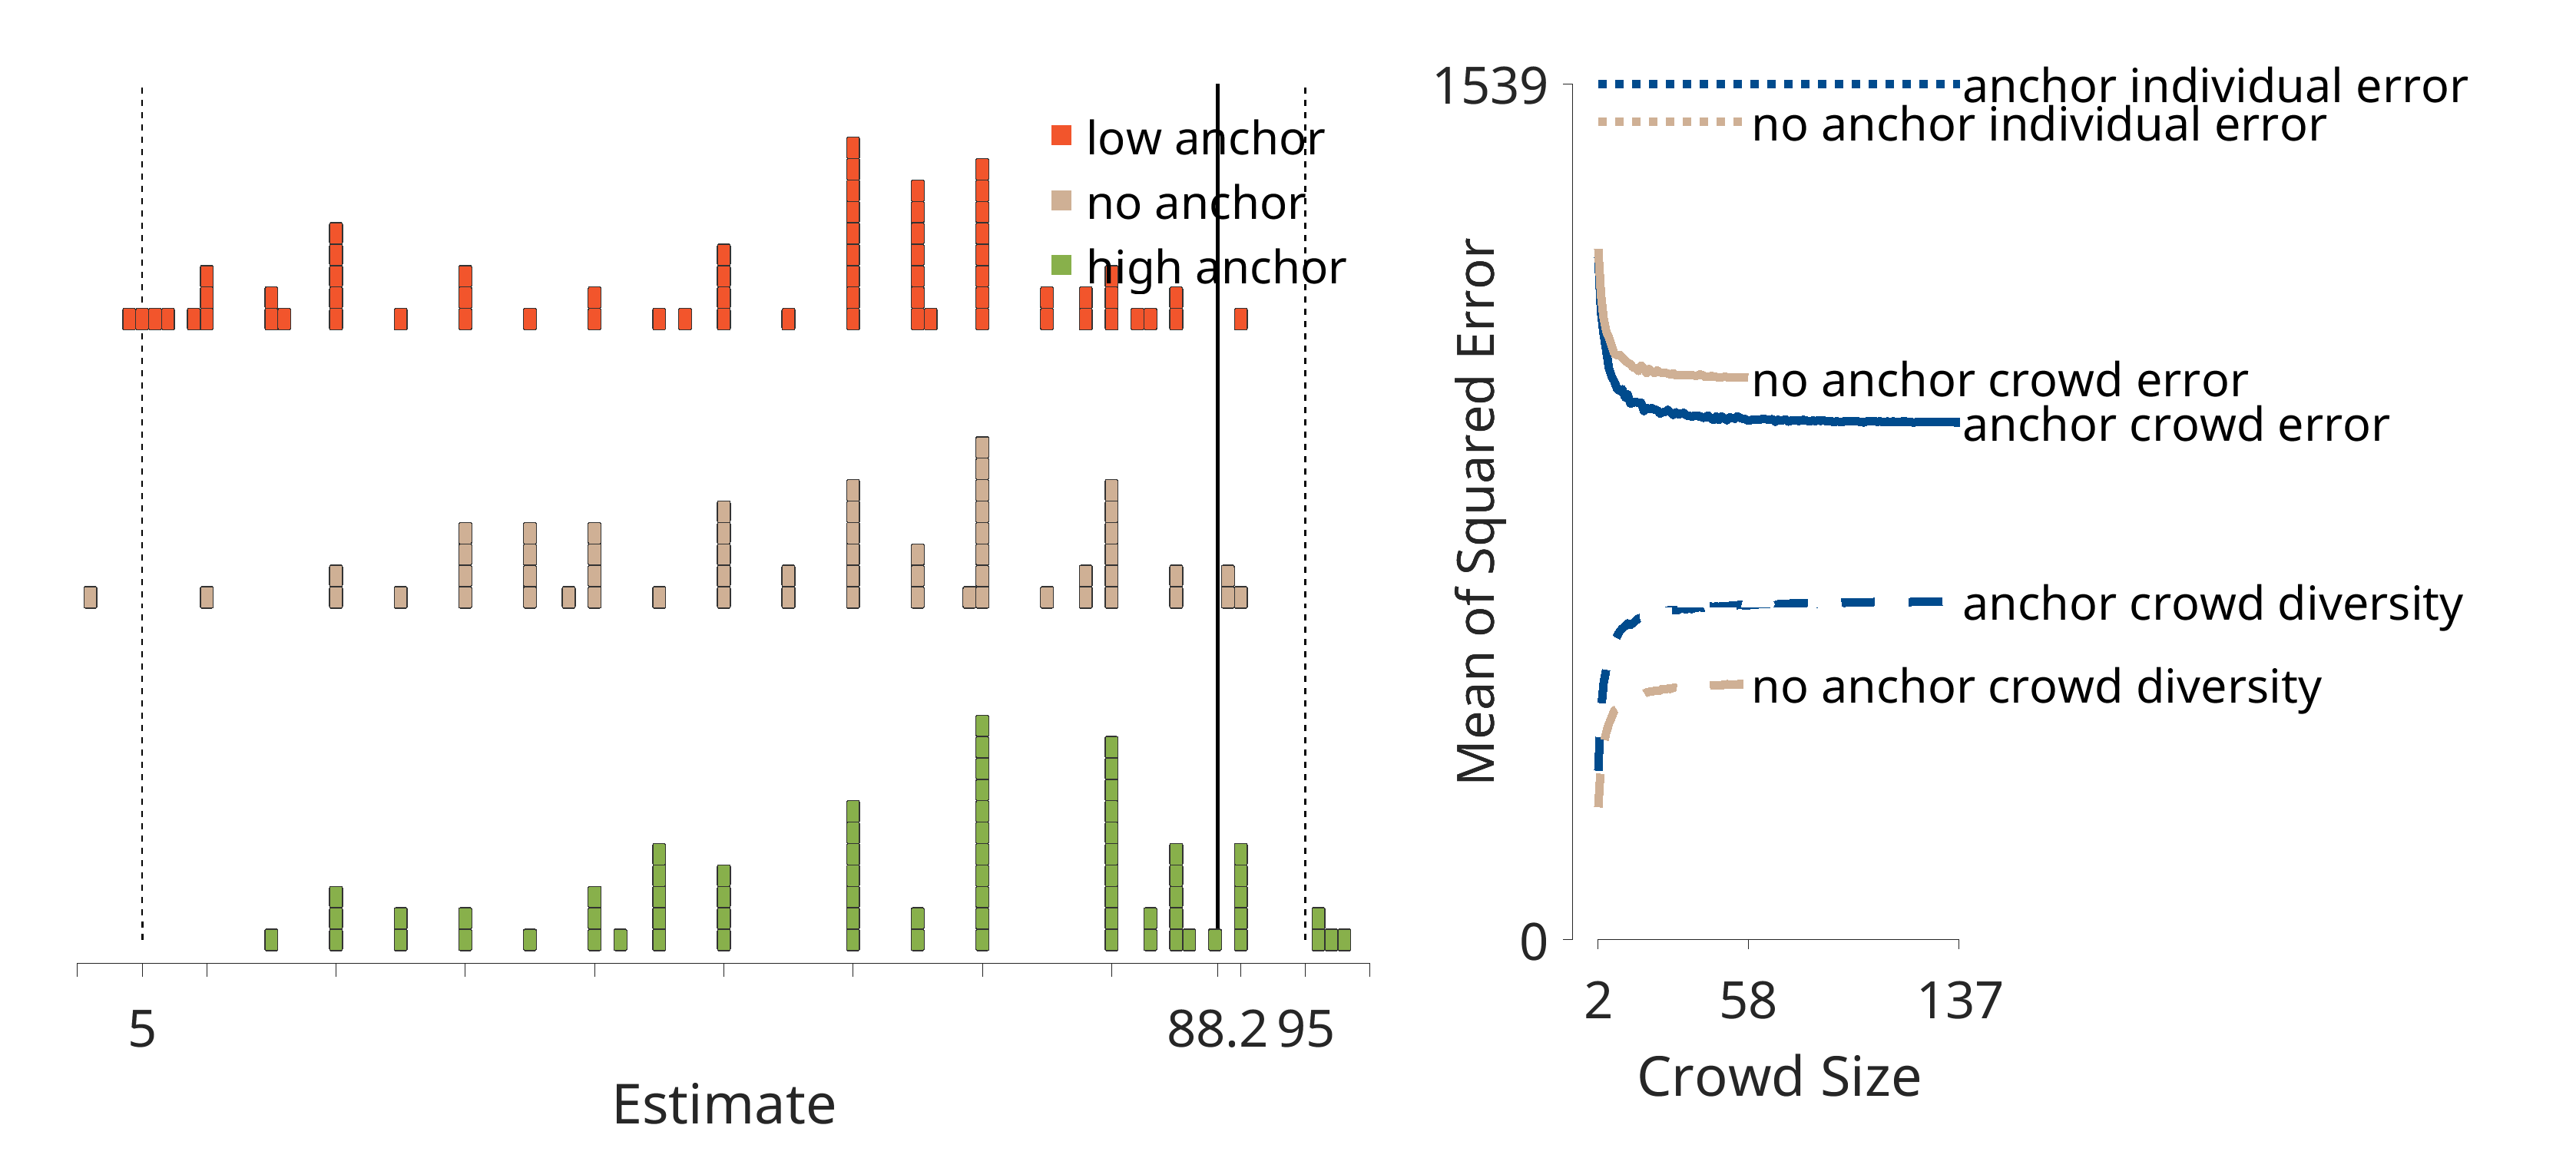 low anchor
no anchor
high anchor
5
88.2
95
Estimate
1539
0
Mean of Squared Error
anchor individual error
no anchor individual error
no anchor crowd error
anchor crowd error
anchor crowd diversity
no anchor crowd diversity
2
58
137
Crowd Size